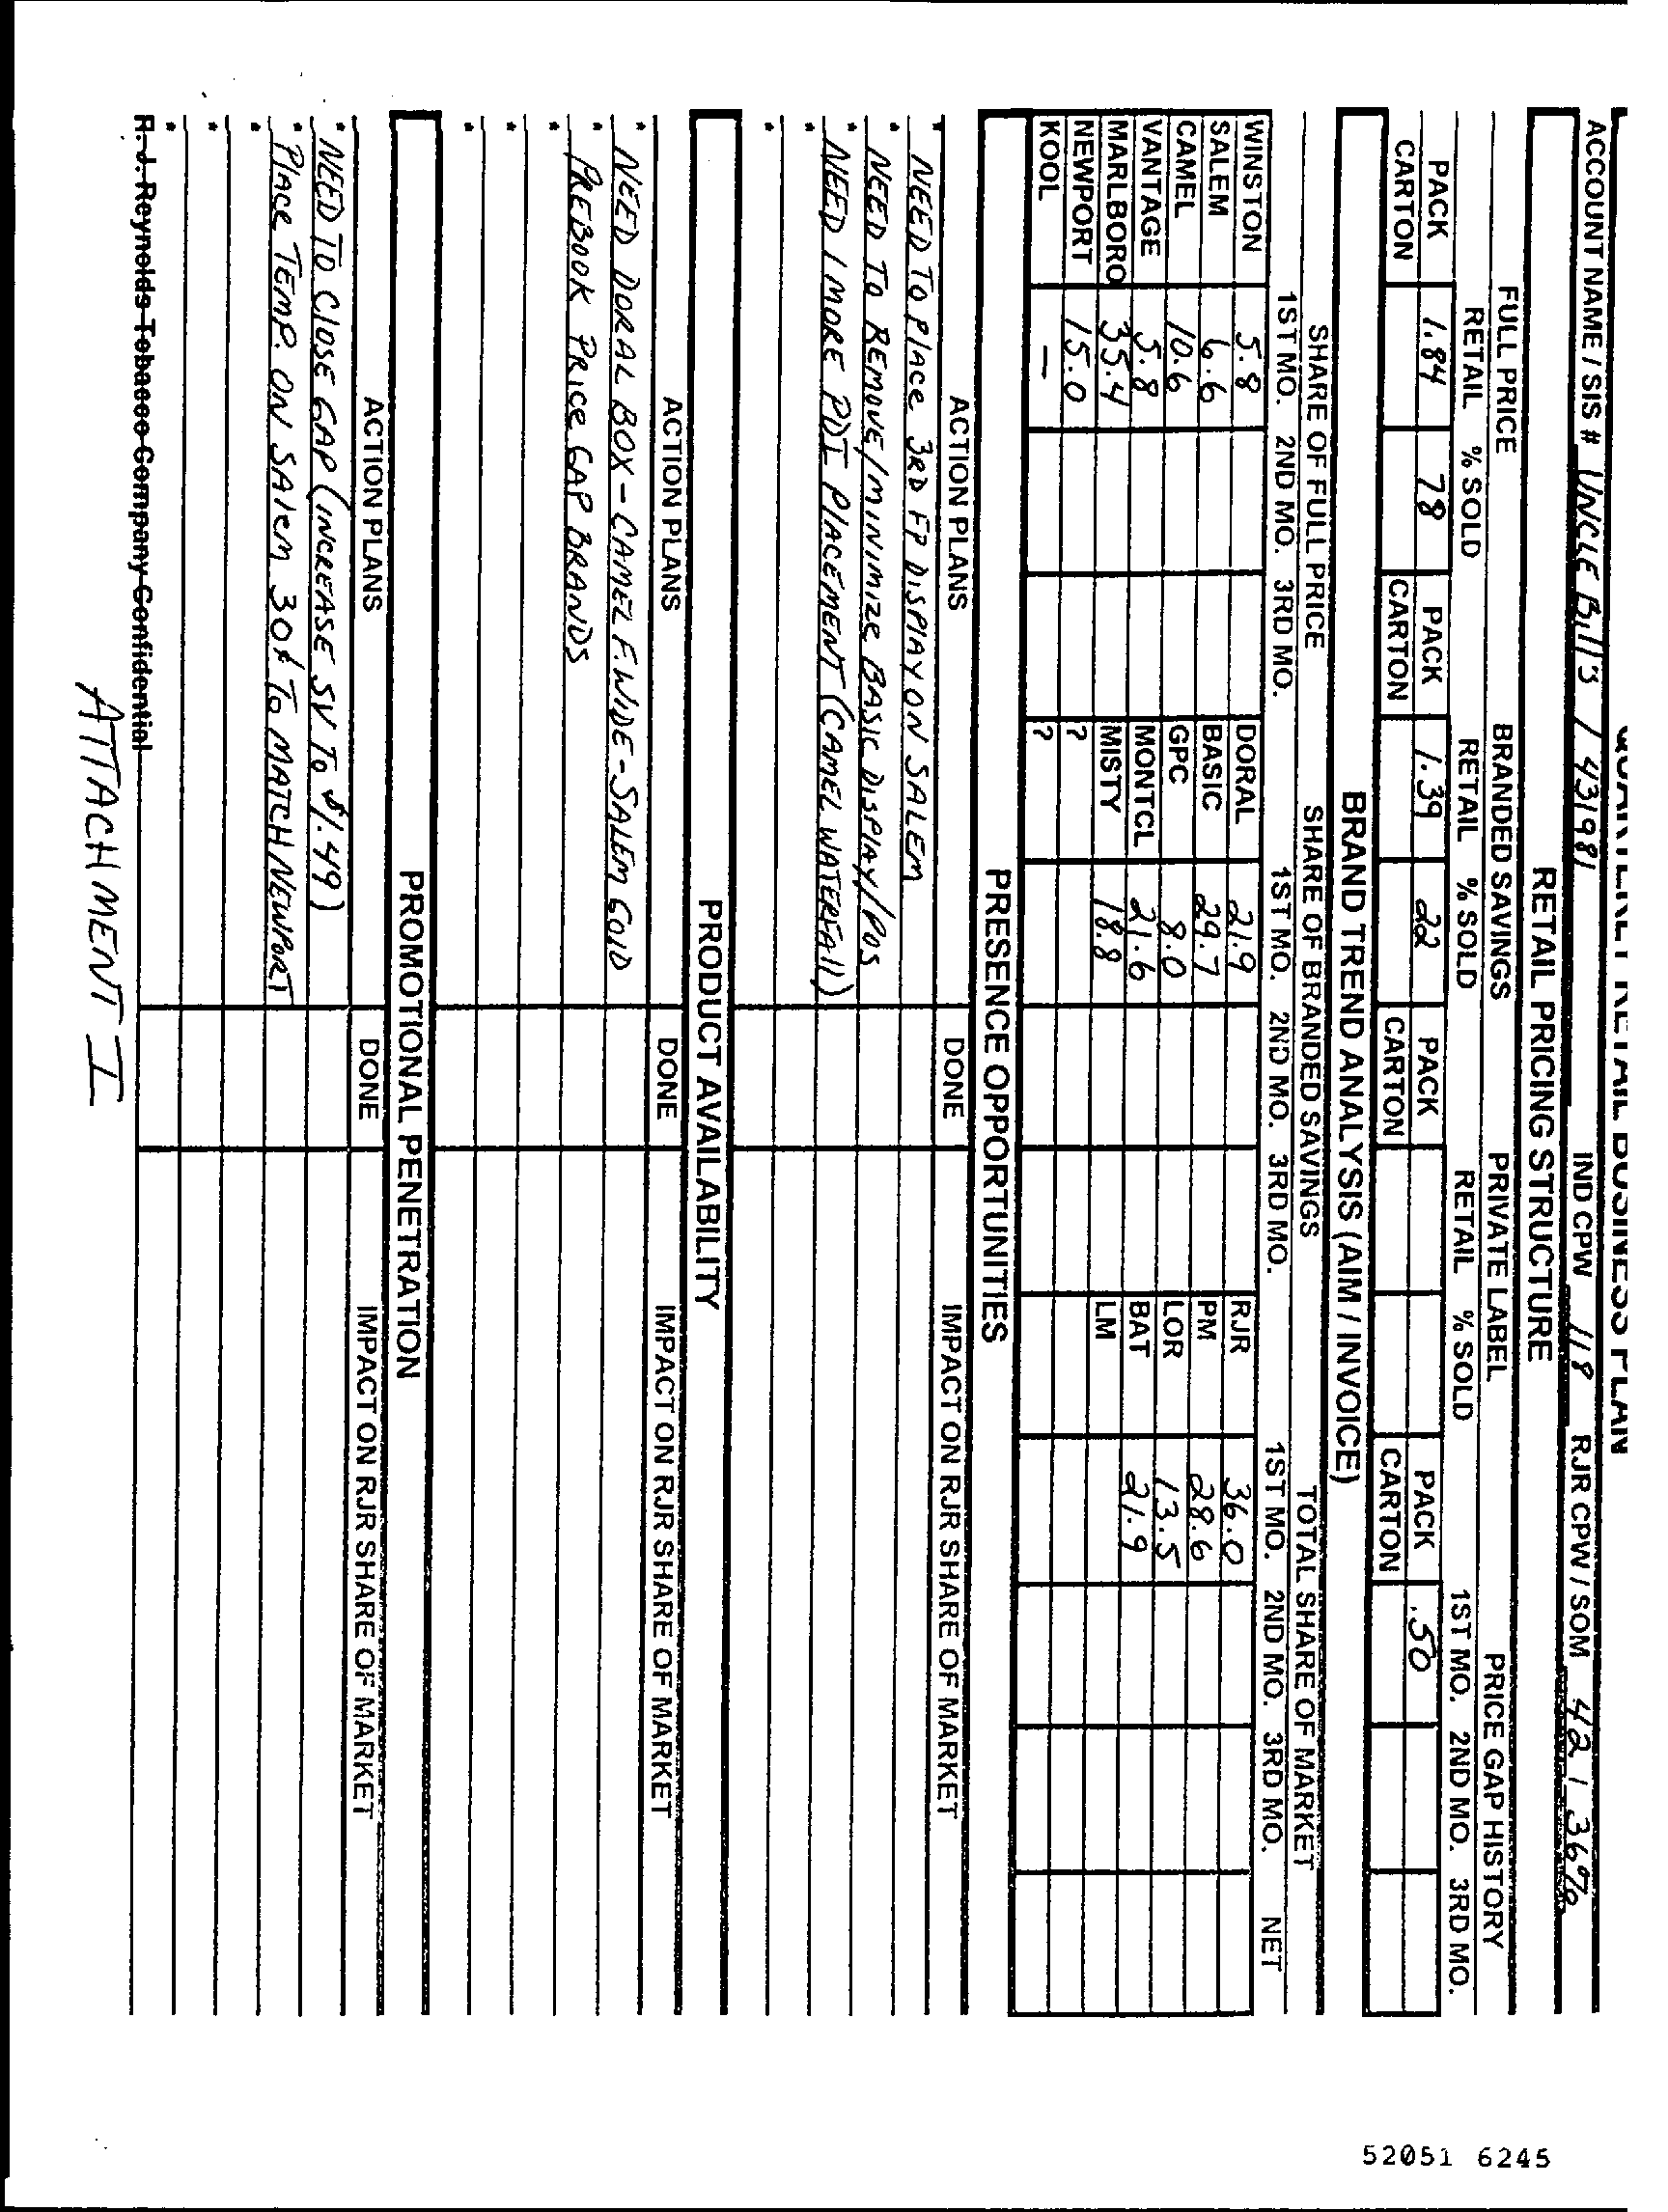 QUARTERLY RETAIL BUSINESS PLAN
ACCOUNT NAME / SIS # UNCLE Bill's / 431981 IND CPW 118 RJR CPW / SOM 42 / 36%
RETAIL PRICING STRUCTURE
FULL PRICE BRANDED SAVINGS PRIVATE LABEL PRICE GAP HISTORY
RETAIL % SOLD RETAIL % SOLD RETAIL % SOLD 1ST MO. 2ND MO. 3RD MO.
PACK 1.84 78 PACK 1.39 22 PACK PACK .50
CARTON CARTON CARTON CARTON
BRAND TREND ANALYSIS (AIM / INVOICE)
SHARE OF FULL PRICE SHARE OF BRANDED SAVINGS TOTAL SHARE OF MARKET
1ST MO. 2ND MO. 3RD MO. 1ST MO. 2ND MO. 3RD MO. 1ST MO. 2ND MO. 3RD MO. NET
WINSTON 5.8 DORAL 21.9 RJR 36.0
SALEM 6.6 BASIC 29.7 PM 28.6
CAMEL 10.6 GPC 8.0 LOR 13.5
VANTAGE 5.8 MONTCL 21.6 BAT 21.9
MARLBORO 35.4 MISTY 18.8 LM
NEWPORT 15.0 ?
KOOL — ?
PRESENCE OPPORTUNITIES
ACTION PLANS DONE IMPACT ON RJR SHARE OF MARKET
* NEED TO PlACE 3RD FP DISPlAY ON SALEM
* NEED TO REMOVE/MINIMIZE BASIC DISPlAY/POS
* NEED 1 MORE PDI PlACEMENT (CAMEL WATERFAll)
*
*
PRODUCT AVAILABILITY
ACTION PLANS DONE IMPACT ON RJR SHARE OF MARKET
* NEED DORAL BOX-CAMEL F.WIDE-SALEM GOlD
* PREBOOK PRICE GAP BRANDS
*
*
*
PROMOTIONAL PENETRATION
ACTION PLANS DONE IMPACT ON RJR SHARE OF MARKET
* NEED TO ClOSE GAP (INCREASE SV TO $1.49)
* PlACE TEMP. ON SAlEM 30¢ TO MATCH NEWPORT
*
*
*
R. J. Reynolds Tobacco Company Confidential
ATTACHMENT I
52051 6245